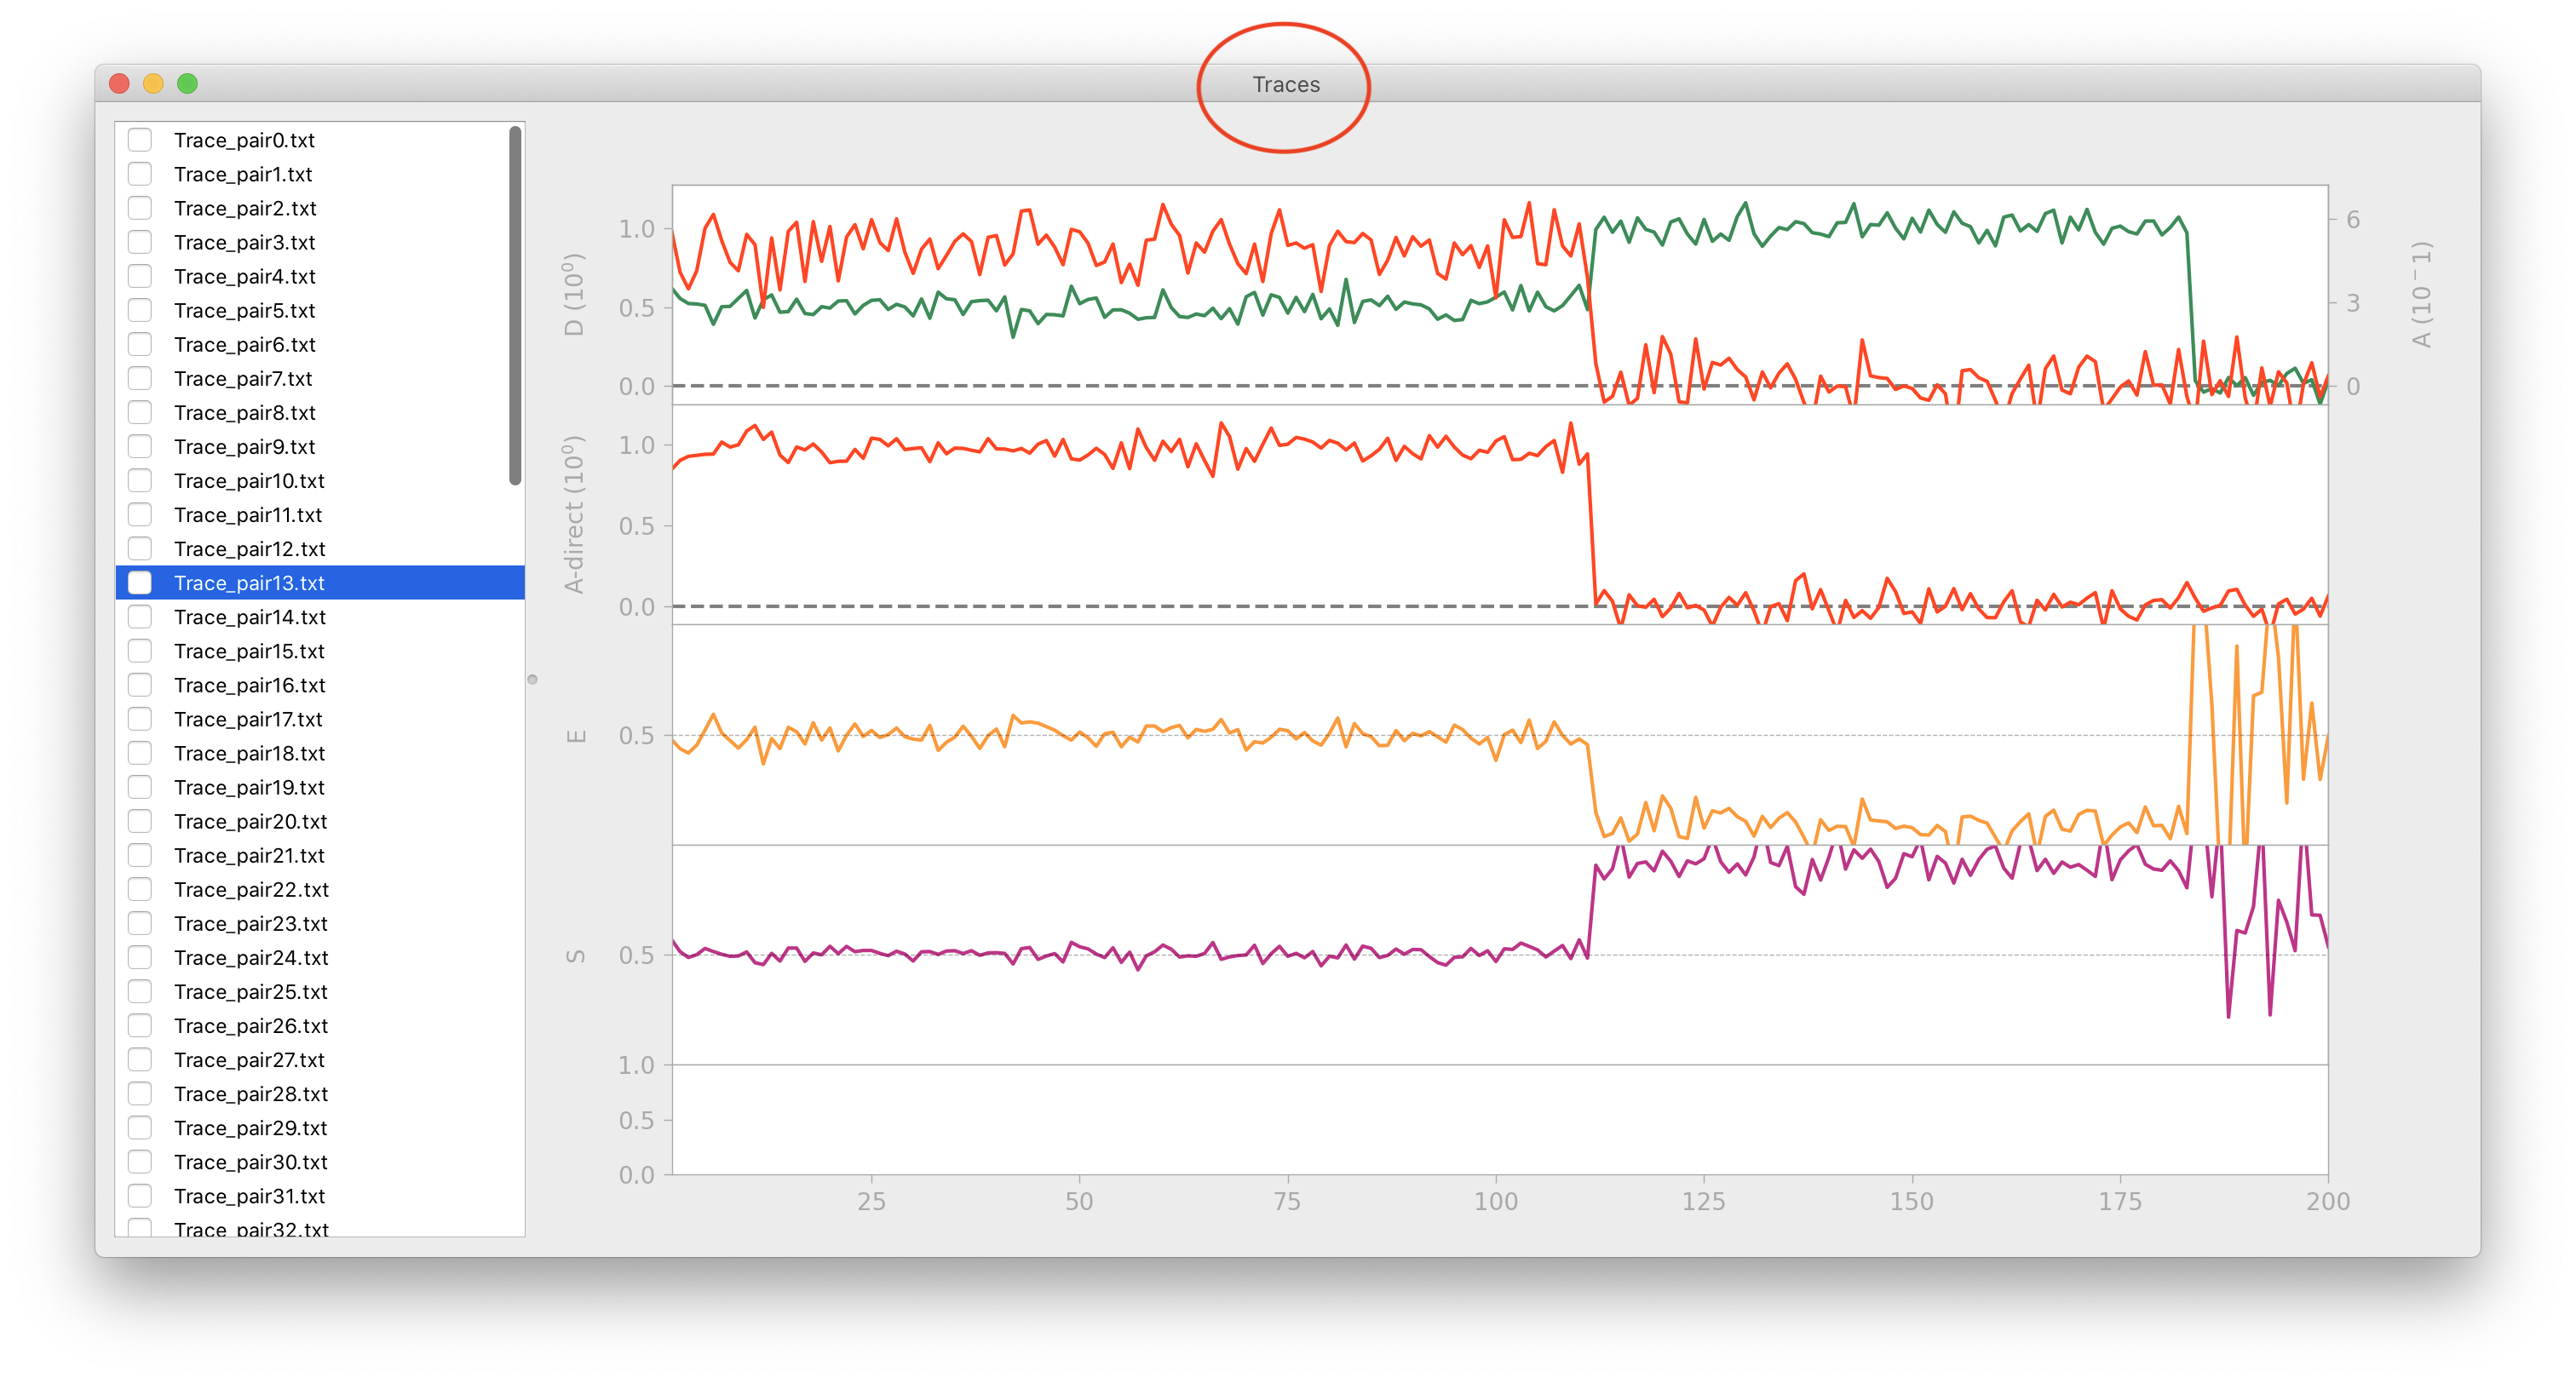 Traces
Trace_pair0.txt
Trace_pair1.txt
Trace_pair2.txt
Trace_pair3.txt
Trace_pair4.txt
Trace_pair5.txt
Trace_pair6.txt
Trace_pair7.txt
Trace_pair8.txt
Trace_pair9.txt
Trace_pair10.txt
Trace_pair11.txt
Trace_pair12.txt
Trace_pair13.txt
Trace_pair14.txt
Trace_pair15.txt
Trace_pair16.txt
Trace_pair17.txt
Trace_pair18.txt
Trace_pair19.txt
Trace_pair20.txt
Trace_pair21.txt
Trace_pair22.txt
Trace_pair23.txt
Trace_pair24.txt
Trace_pair25.txt
Trace_pair26.txt
Trace_pair27.txt
Trace_pair28.txt
Trace_pair29.txt
Trace_pair30.txt
Trace_pair31.txt
Trace_pair32.txt
D (10⁰)
1.0
0.5
0.0
6
3
0
A (10⁻1)
A-direct (10⁰)
1.0
0.5
0.0
E
0.5
S
0.5
1.0
0.5
0.0
25 50 75 100 125 150 175 200